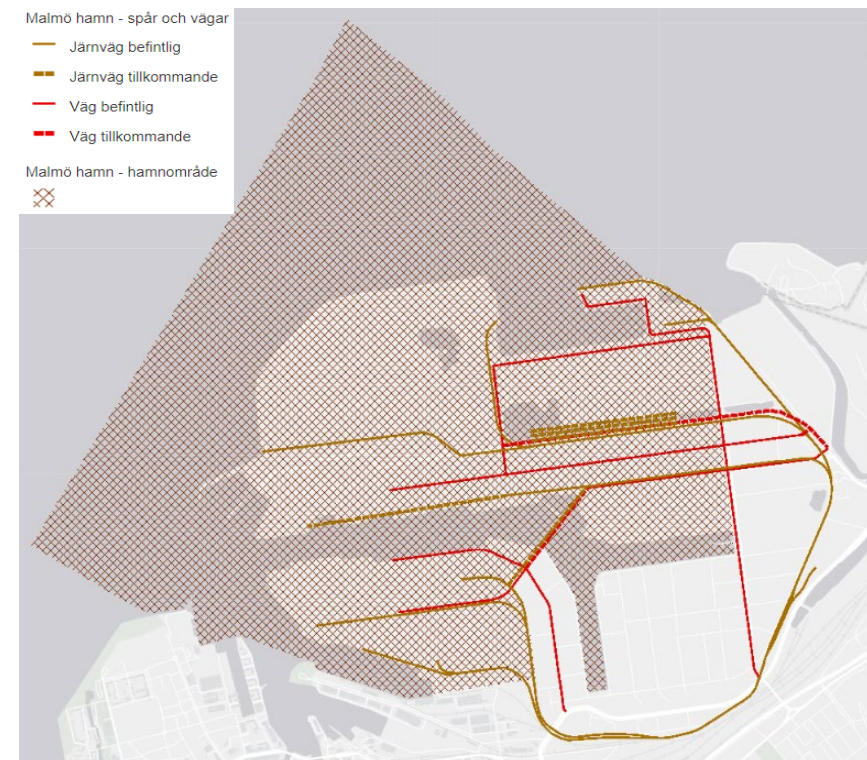 Malmö hamn - spår och vägar
Järnväg befintlig
Järnväg tillkommande
Väg befintlig
Väg tillkommande
Malmö hamn - hamnområde